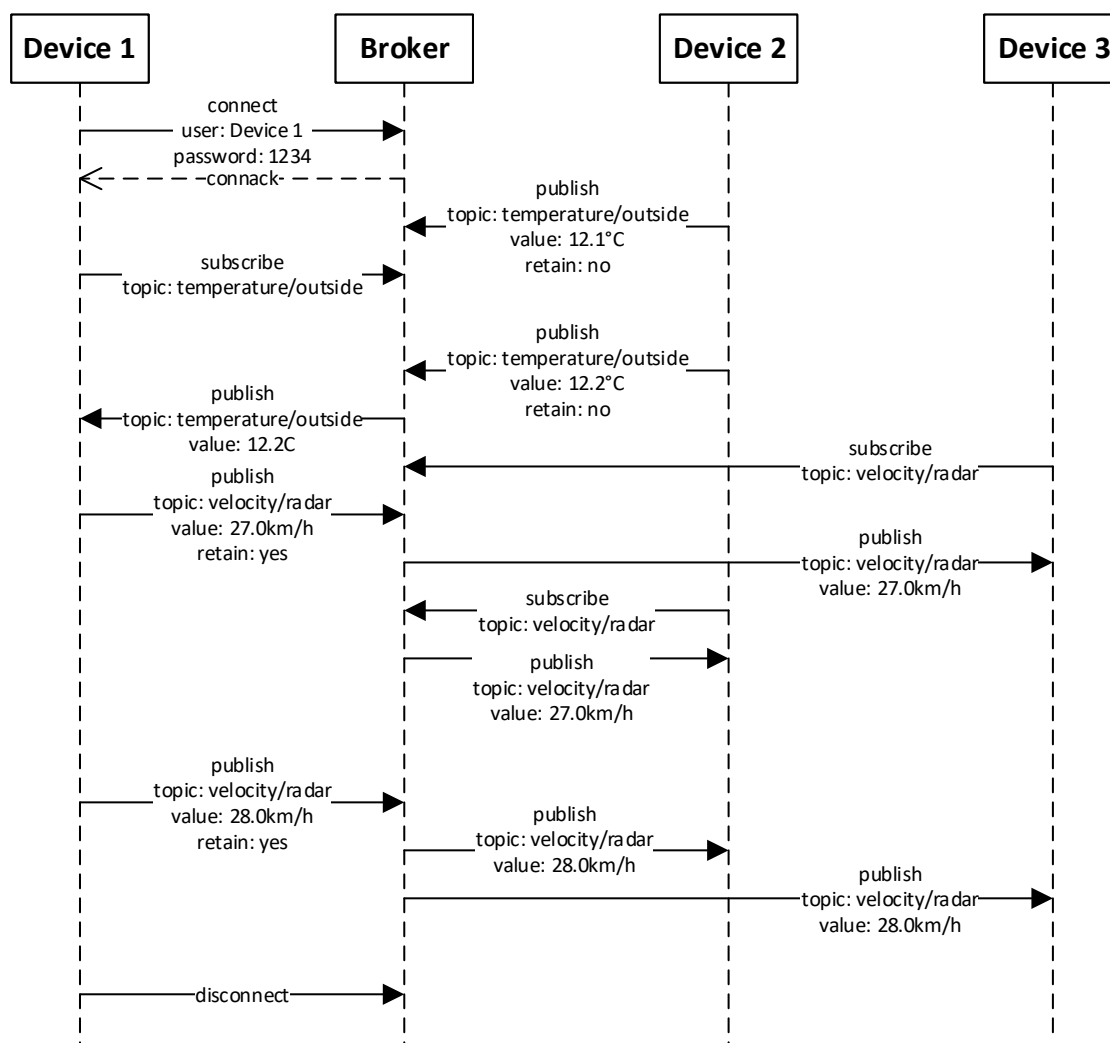 Device 1
Broker
Device 2
Device 3
connect
user: Device 1
password: 1234
connack
publish
topic: temperature/outside
value: 12.1°C
retain: no
subscribe
topic: temperature/outside
publish
topic: temperature/outside
value: 12.2°C
retain: no
publish
topic: temperature/outside
value: 12.2C
subscribe
topic: velocity/radar
publish
topic: velocity/radar
value: 27.0km/h
retain: yes
publish
topic: velocity/radar
value: 27.0km/h
subscribe
topic: velocity/radar
publish
topic: velocity/radar
value: 27.0km/h
publish
topic: velocity/radar
value: 28.0km/h
retain: yes
publish
topic: velocity/radar
value: 28.0km/h
publish
topic: velocity/radar
value: 28.0km/h
disconnect